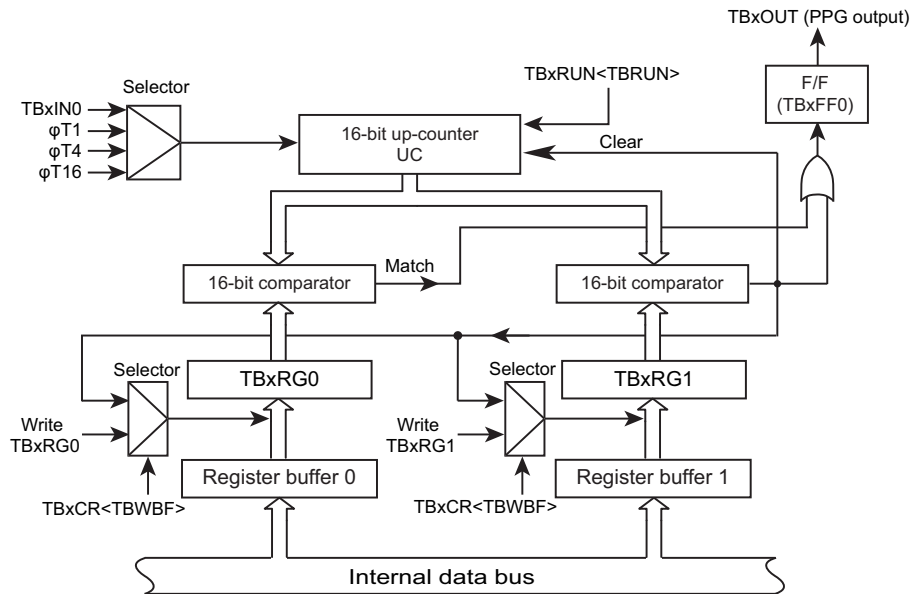 TBxOUT (PPG output)
F/F
(TBxFF0)
TBxRUN<TBRUN>
Selector
TBxIN0
φT1
φT4
φT16
16-bit up-counter
UC
Clear
16-bit comparator
Match
16-bit comparator
Selector
TBxRG0
Selector
TBxRG1
Write
TBxRG0
Write
TBxRG1
Register buffer 0
Register buffer 1
TBxCR<TBWBF>
TBxCR<TBWBF>
Internal data bus